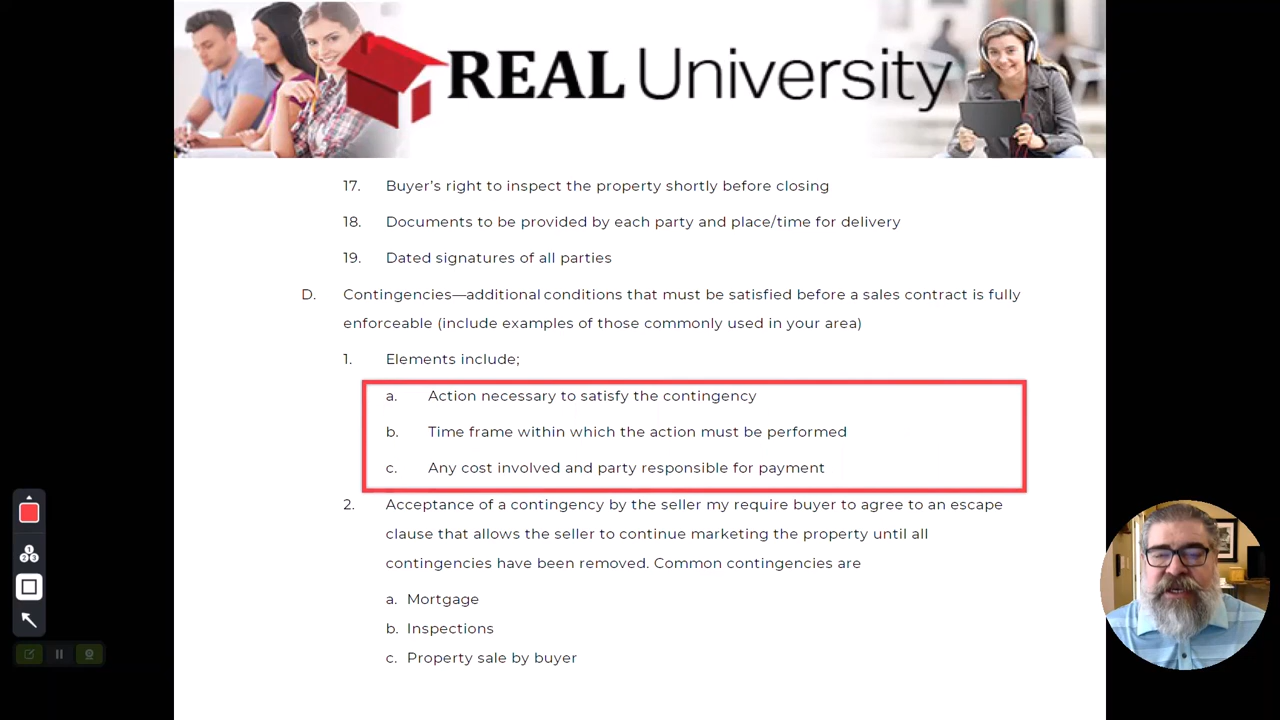 REAL University
17. Buyer's right to inspect the property shortly before closing
18. Documents to be provided by each party and place/time for delivery
19. Dated signatures of all parties
D. Contingencies—additional conditions that must be satisfied before a sales contract is fully
enforceable (include examples of those commonly used in your area)
1. Elements include;
a. Action necessary to satisfy the contingency
b. Time frame within which the action must be performed
c. Any cost involved and party responsible for payment
2. Acceptance of a contingency by the seller my require buyer to agree to an escape
clause that allows the seller to continue marketing the property until all
contingencies have been removed. Common contingencies are
a. Mortgage
b. Inspections
c. Property sale by buyer